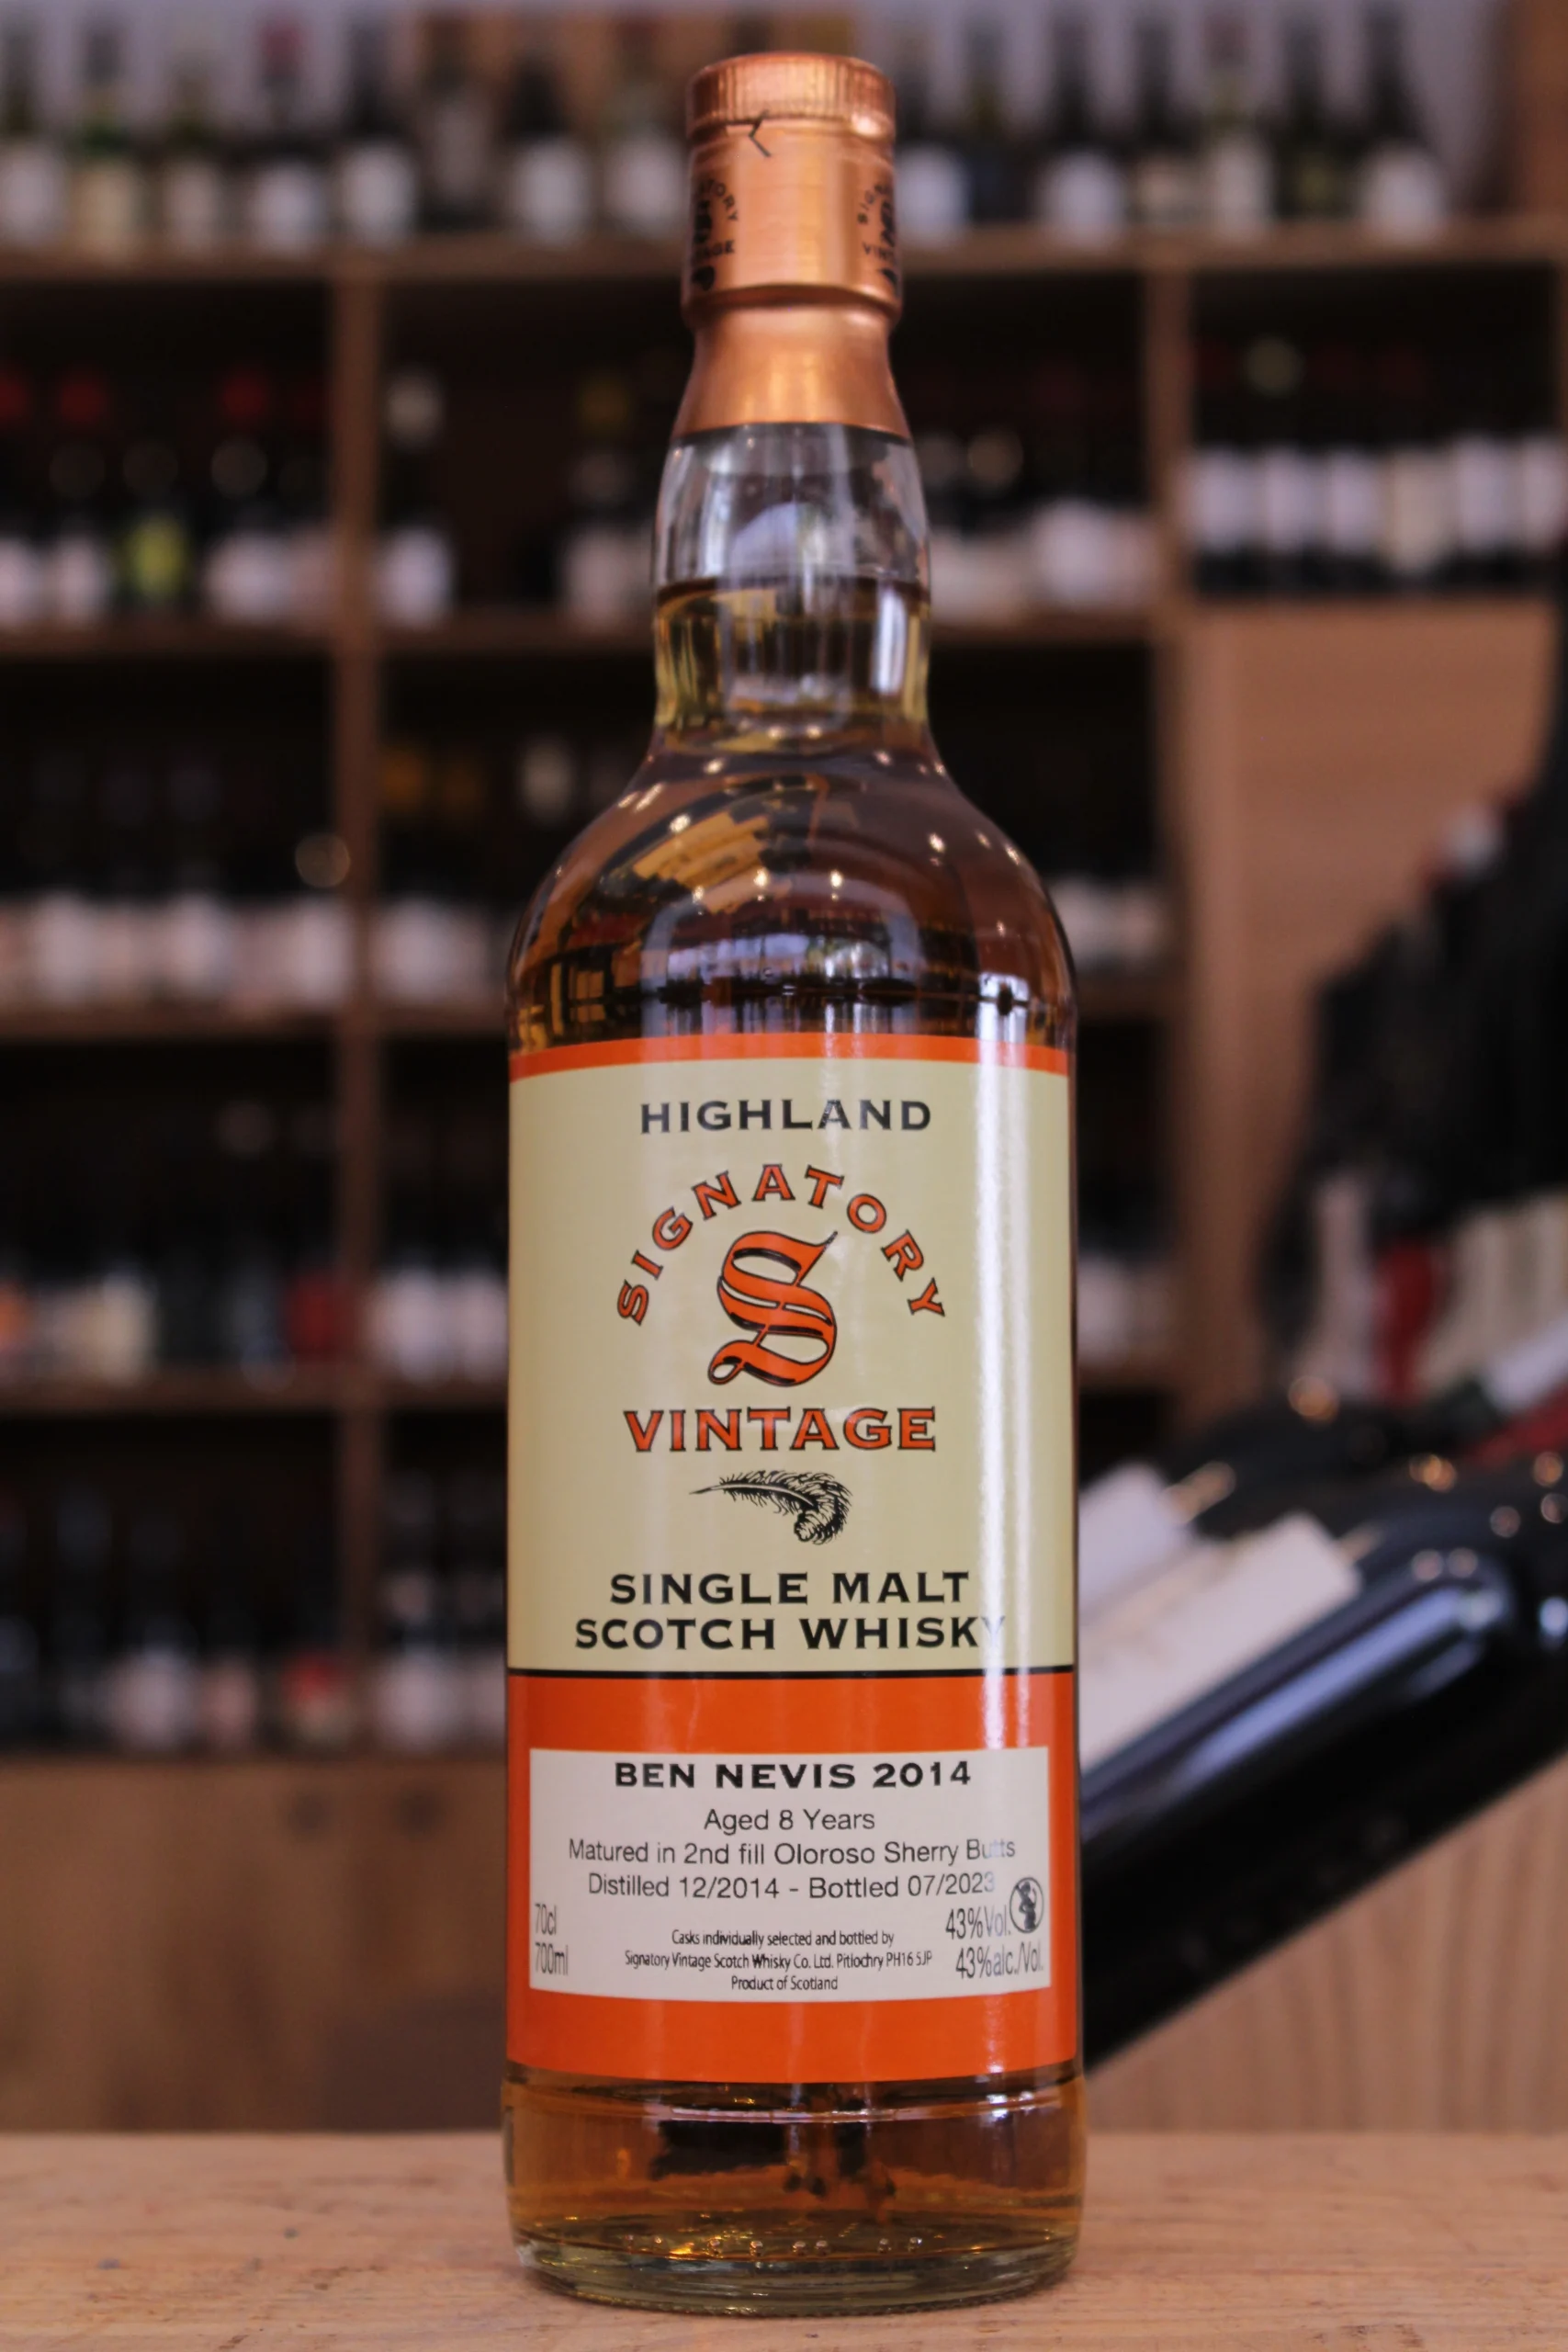 SIGNATORY
VINTAGE
HIGHLAND
SIGNATORY
S
VINTAGE
SINGLE MALT
SCOTCH WHISKY
BEN NEVIS 2014
Aged 8 Years
Matured in 2nd fill Oloroso Sherry Butts
Distilled 12/2014 - Bottled 07/2023
70cl
700ml
43%Vol.
43%alc./Vol.
Casks individually selected and bottled by
Signatory Vintage Scotch Whisky Co. Ltd. Pitlochry PH16 5JP
Product of Scotland